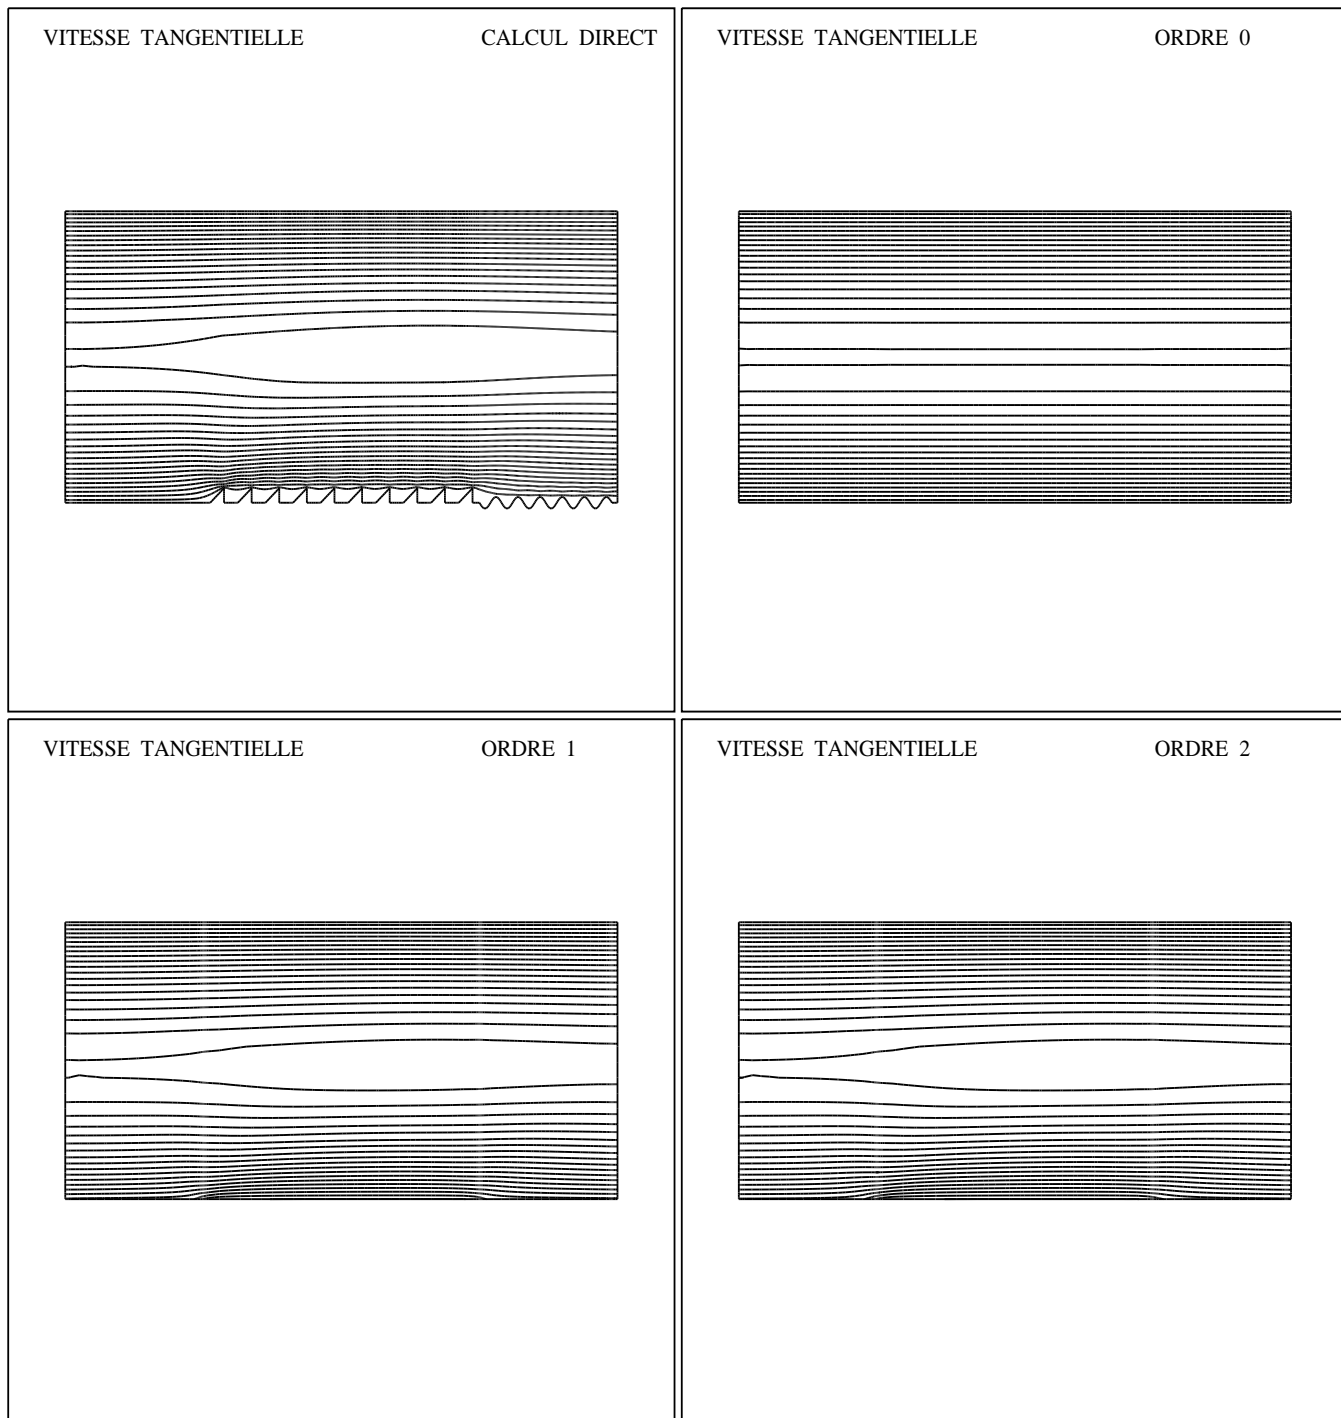 VITESSE TANGENTIELLE CALCUL DIRECT
VITESSE TANGENTIELLE ORDRE 0
VITESSE TANGENTIELLE ORDRE 1
VITESSE TANGENTIELLE ORDRE 2